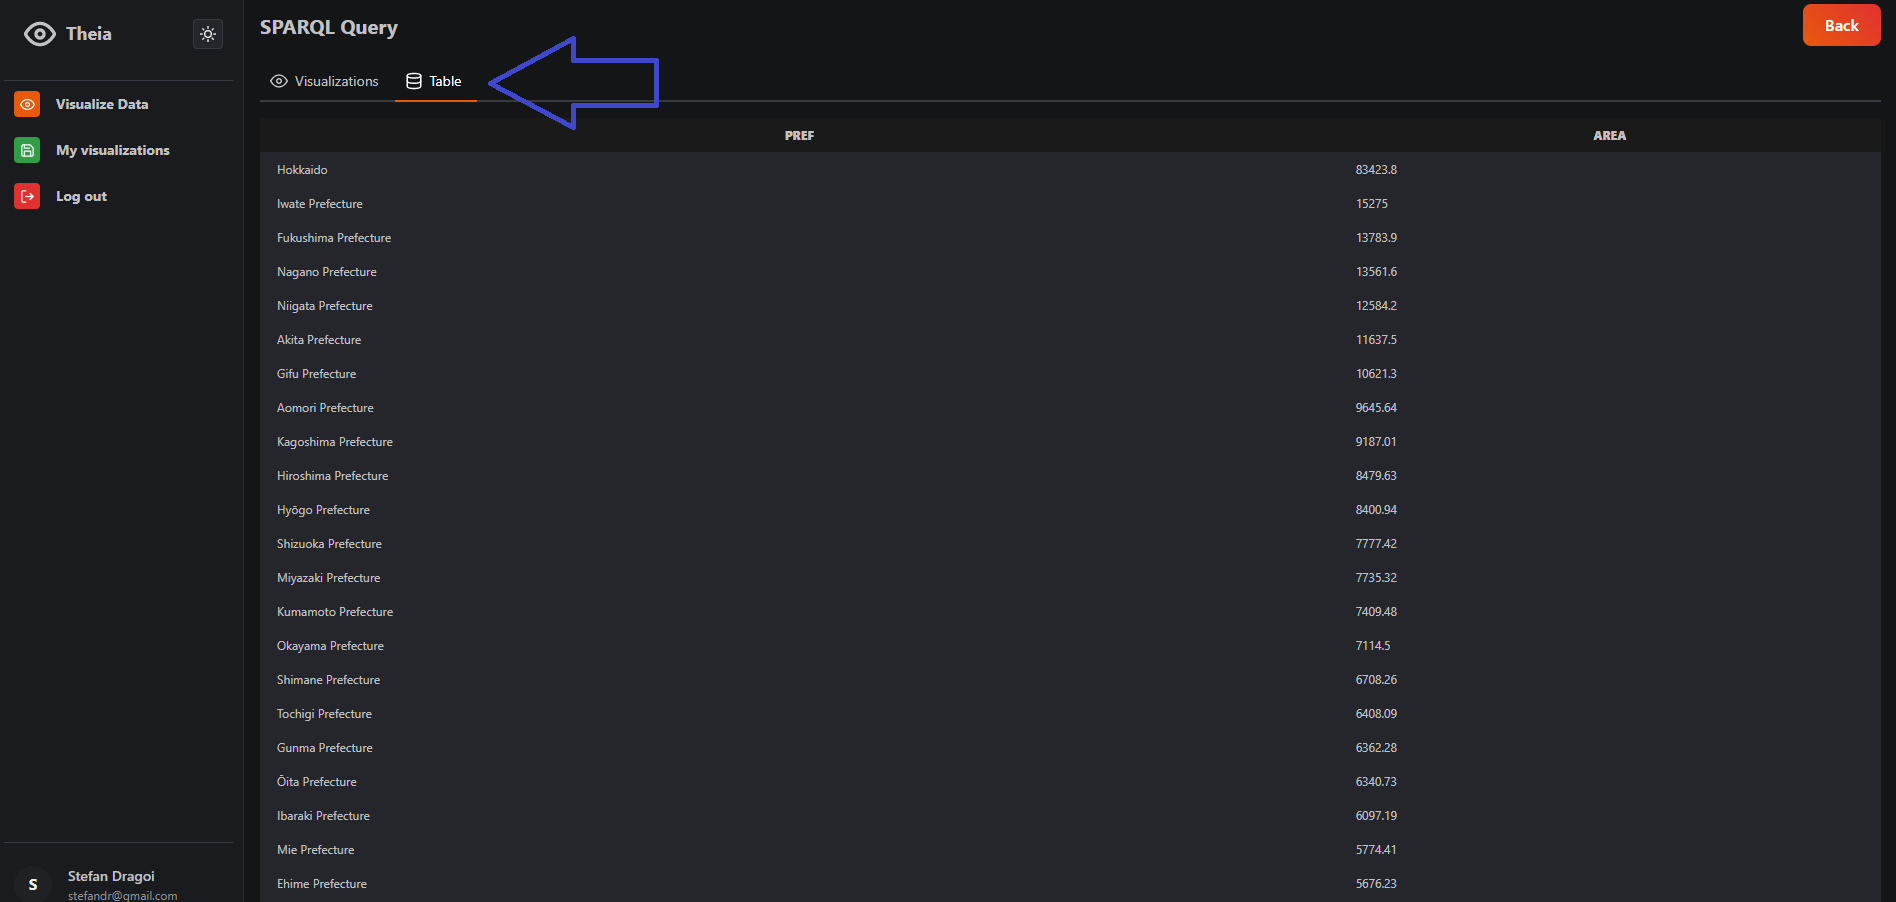 Theia
Visualize Data
My visualizations
Log out
Stefan Dragoi
S
stefandr@gmail.com
SPARQL Query
Back
Visualizations
Table
PREF AREA
Hokkaido 83423.8
Iwate Prefecture 15275
Fukushima Prefecture 13783.9
Nagano Prefecture 13561.6
Niigata Prefecture 12584.2
Akita Prefecture 11637.5
Gifu Prefecture 10621.3
Aomori Prefecture 9645.64
Kagoshima Prefecture 9187.01
Hiroshima Prefecture 8479.63
Hyōgo Prefecture 8400.94
Shizuoka Prefecture 7777.42
Miyazaki Prefecture 7735.32
Kumamoto Prefecture 7409.48
Okayama Prefecture 7114.5
Shimane Prefecture 6708.26
Tochigi Prefecture 6408.09
Gunma Prefecture 6362.28
Ōita Prefecture 6340.73
Ibaraki Prefecture 6097.19
Mie Prefecture 5774.41
Ehime Prefecture 5676.23